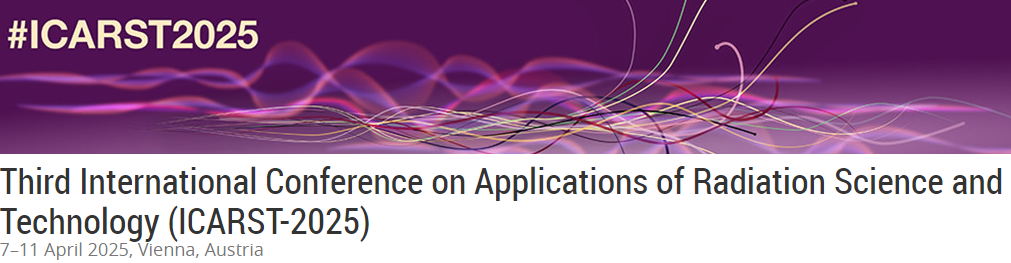 #ICARST2025
Third International Conference on Applications of Radiation Science and
Technology (ICARST-2025)
7–11 April 2025, Vienna, Austria